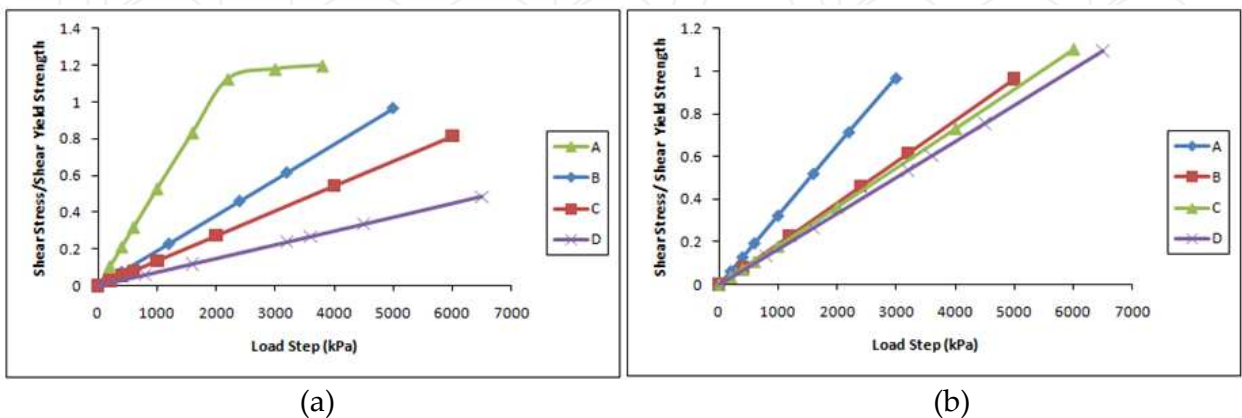 1.4
1.2
1
0.8
0.6
0.4
0.2
0
0 1000 2000 3000 4000 5000 6000 7000
Shear Stress/Shear Yield Strength
Load Step (kPa)
A
B
C
D
(a)
1.2
1
0.8
0.6
0.4
0.2
0
0 1000 2000 3000 4000 5000 6000 7000
Shear Stress/ Shear Yield Strength
Load Step (kPa)
A
B
C
D
(b)